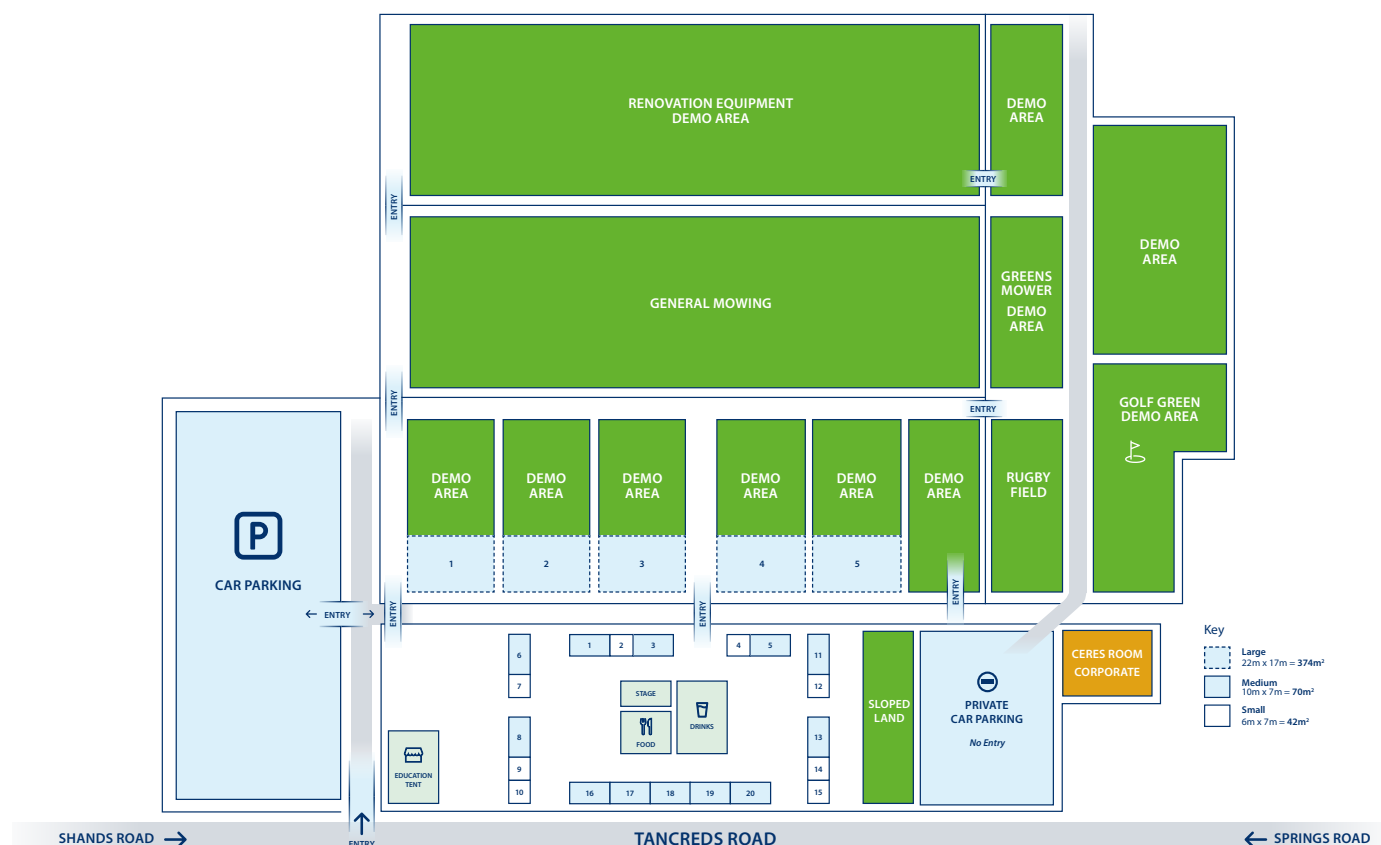 RENOVATION EQUIPMENT
DEMO AREA
DEMO
AREA
ENTRY
ENTRY
DEMO
AREA
GENERAL MOWING
GREENS
MOWER
DEMO
AREA
ENTRY
ENTRY
GOLF GREEN
DEMO AREA
P
CAR PARKING
DEMO
AREA
1
DEMO
AREA
2
DEMO
AREA
3
DEMO
AREA
4
DEMO
AREA
5
DEMO
AREA
RUGBY
FIELD
ENTRY
ENTRY
ENTRY
ENTRY
6
7
1
2
3
4
5
11
12
STAGE
FOOD
DRINKS
8
9
10
13
14
15
16
17
18
19
20
EDUCATION
TENT
SLOPED
LAND
PRIVATE
CAR PARKING
No Entry
CERES ROOM
CORPORATE
Key
Large
22m x 17m = 374m²
Medium
10m x 7m = 70m²
Small
6m x 7m = 42m²
SHANDS ROAD
ENTRY
TANCREDS ROAD
SPRINGS ROAD